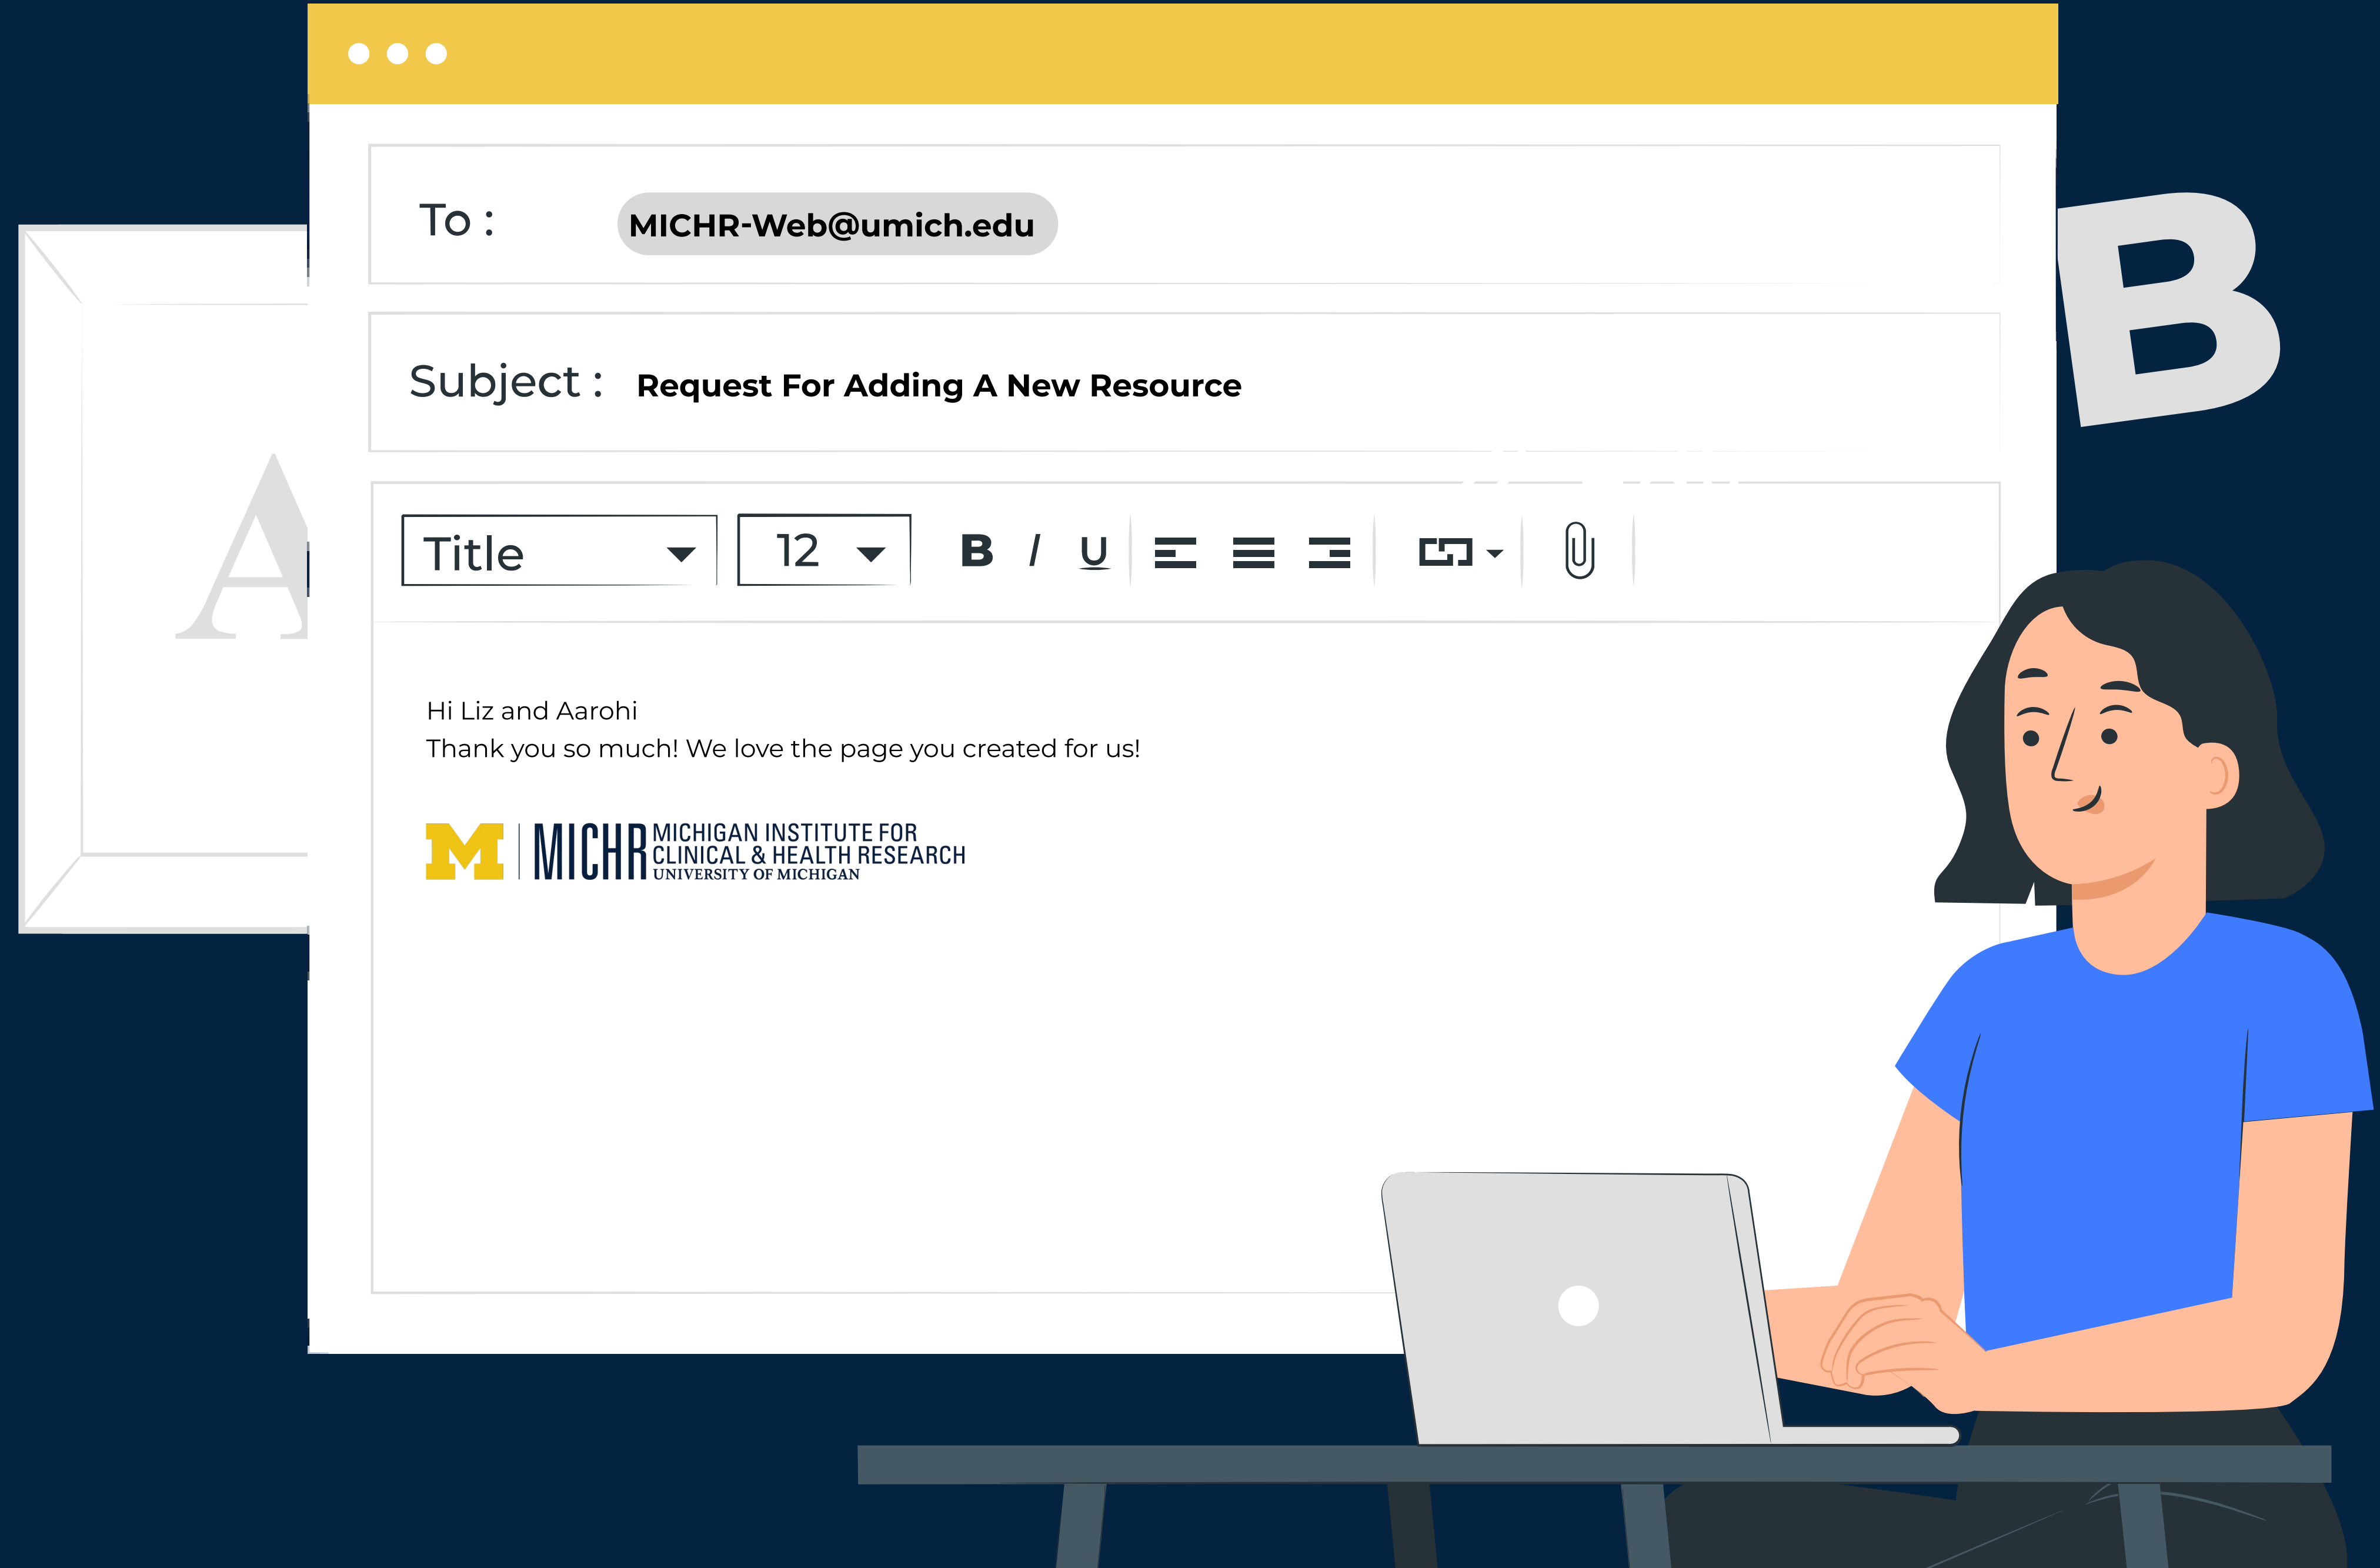 To : MICHR-Web@umich.edu
Subject : Request For Adding A New Resource
Title 12 B I U
Hi Liz and Aarohi
Thank you so much! We love the page you created for us!
M MICHR MICHIGAN INSTITUTE FOR
CLINICAL & HEALTH RESEARCH
UNIVERSITY OF MICHIGAN
A
B